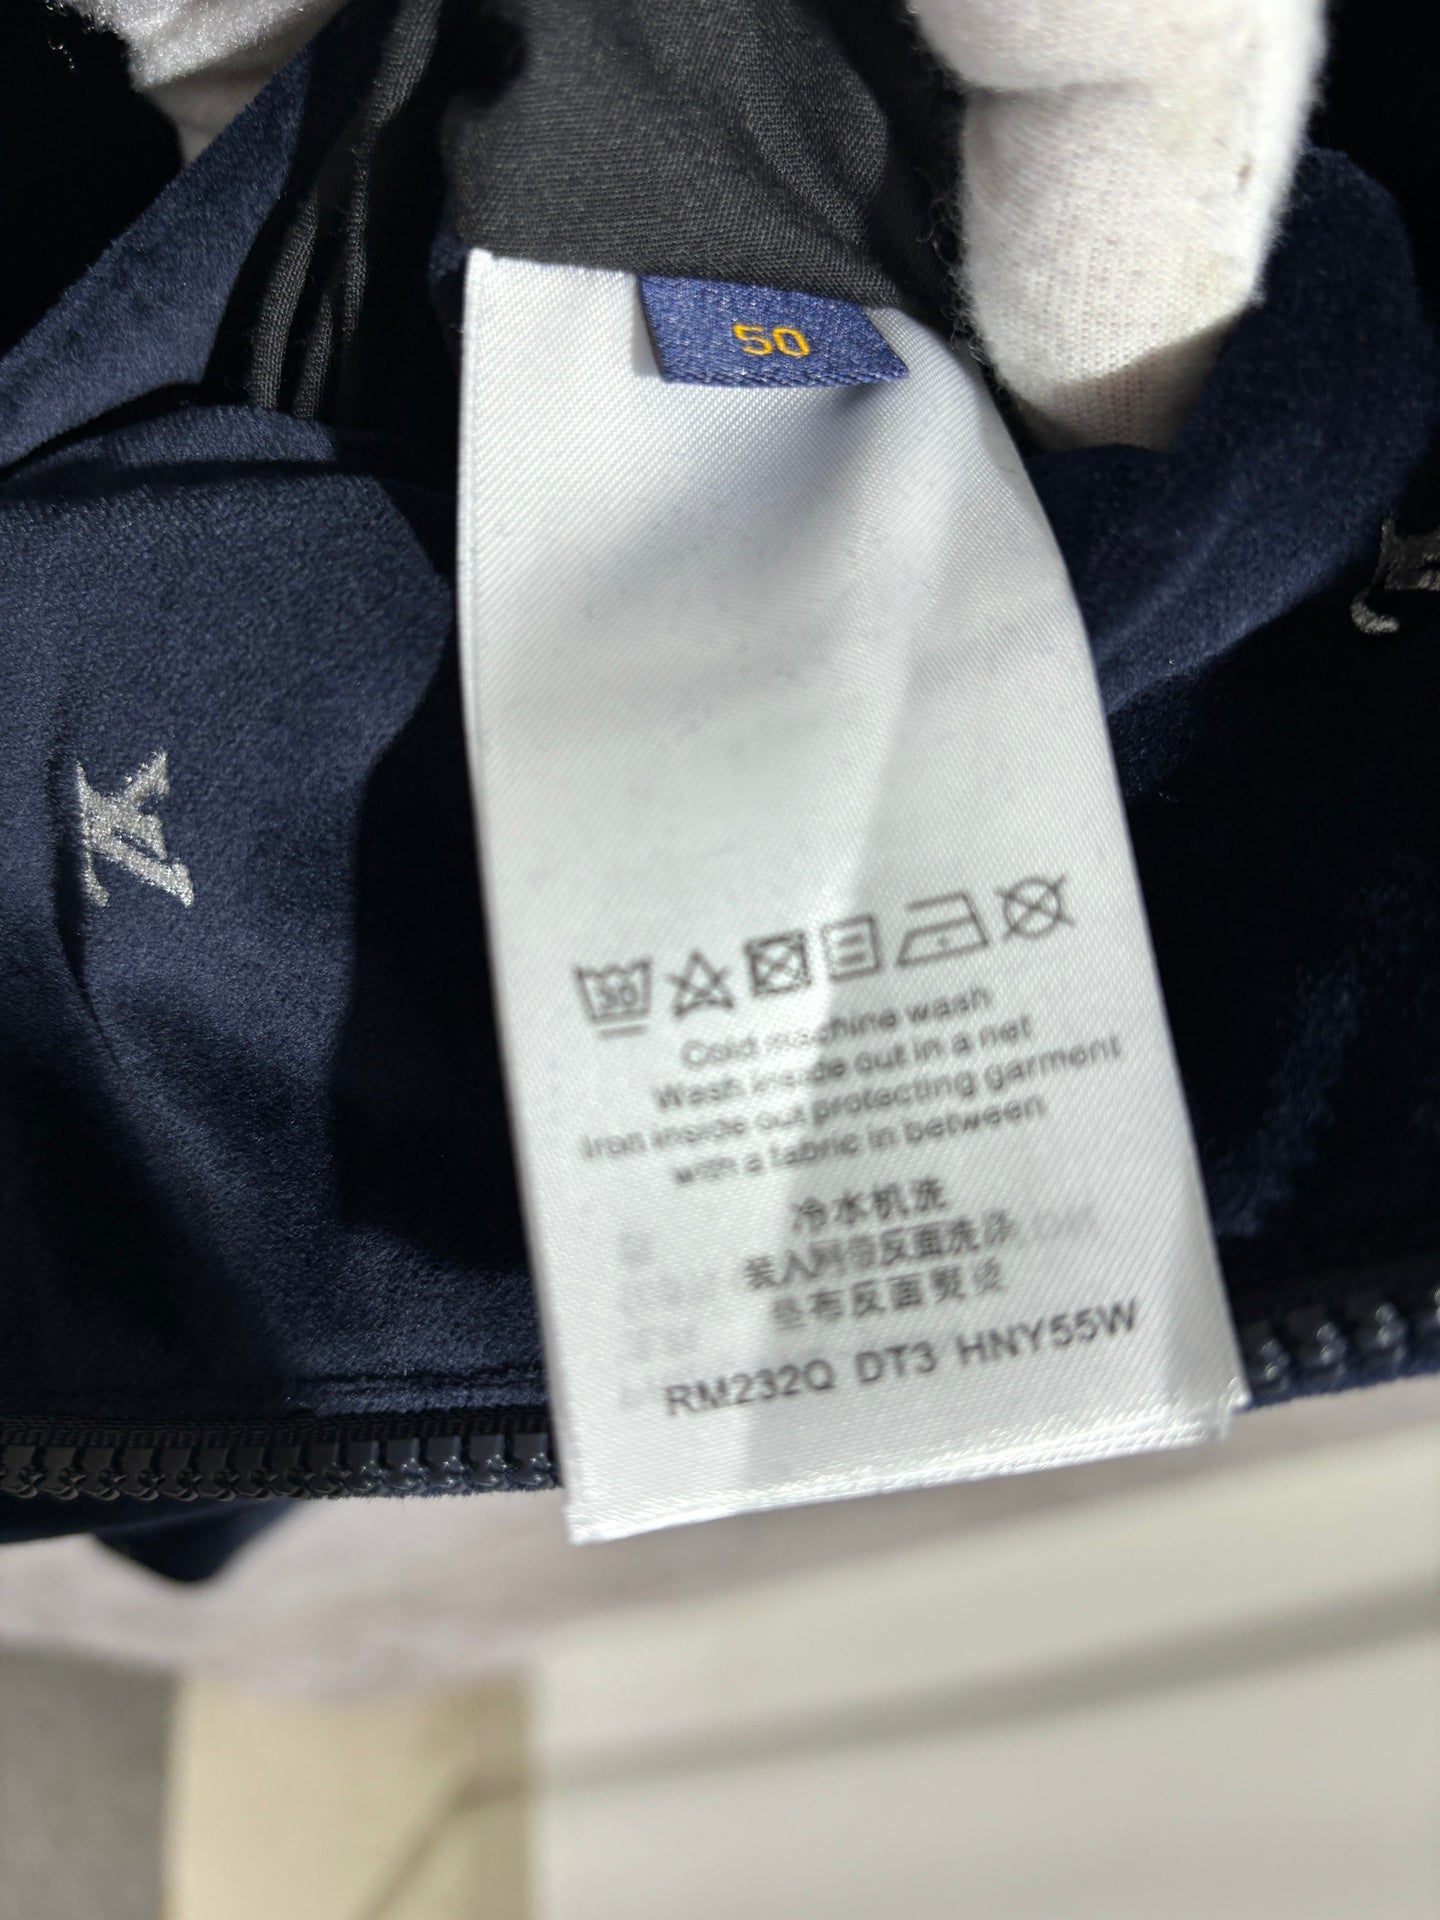 50
30
Cold machine wash
Wash inside out in a net
Iron inside out protecting garment
with a fabric in between
冷水机洗
装入网袋反面洗涤
垫布反面熨烫
RM232Q DT3 HNY55W
LV